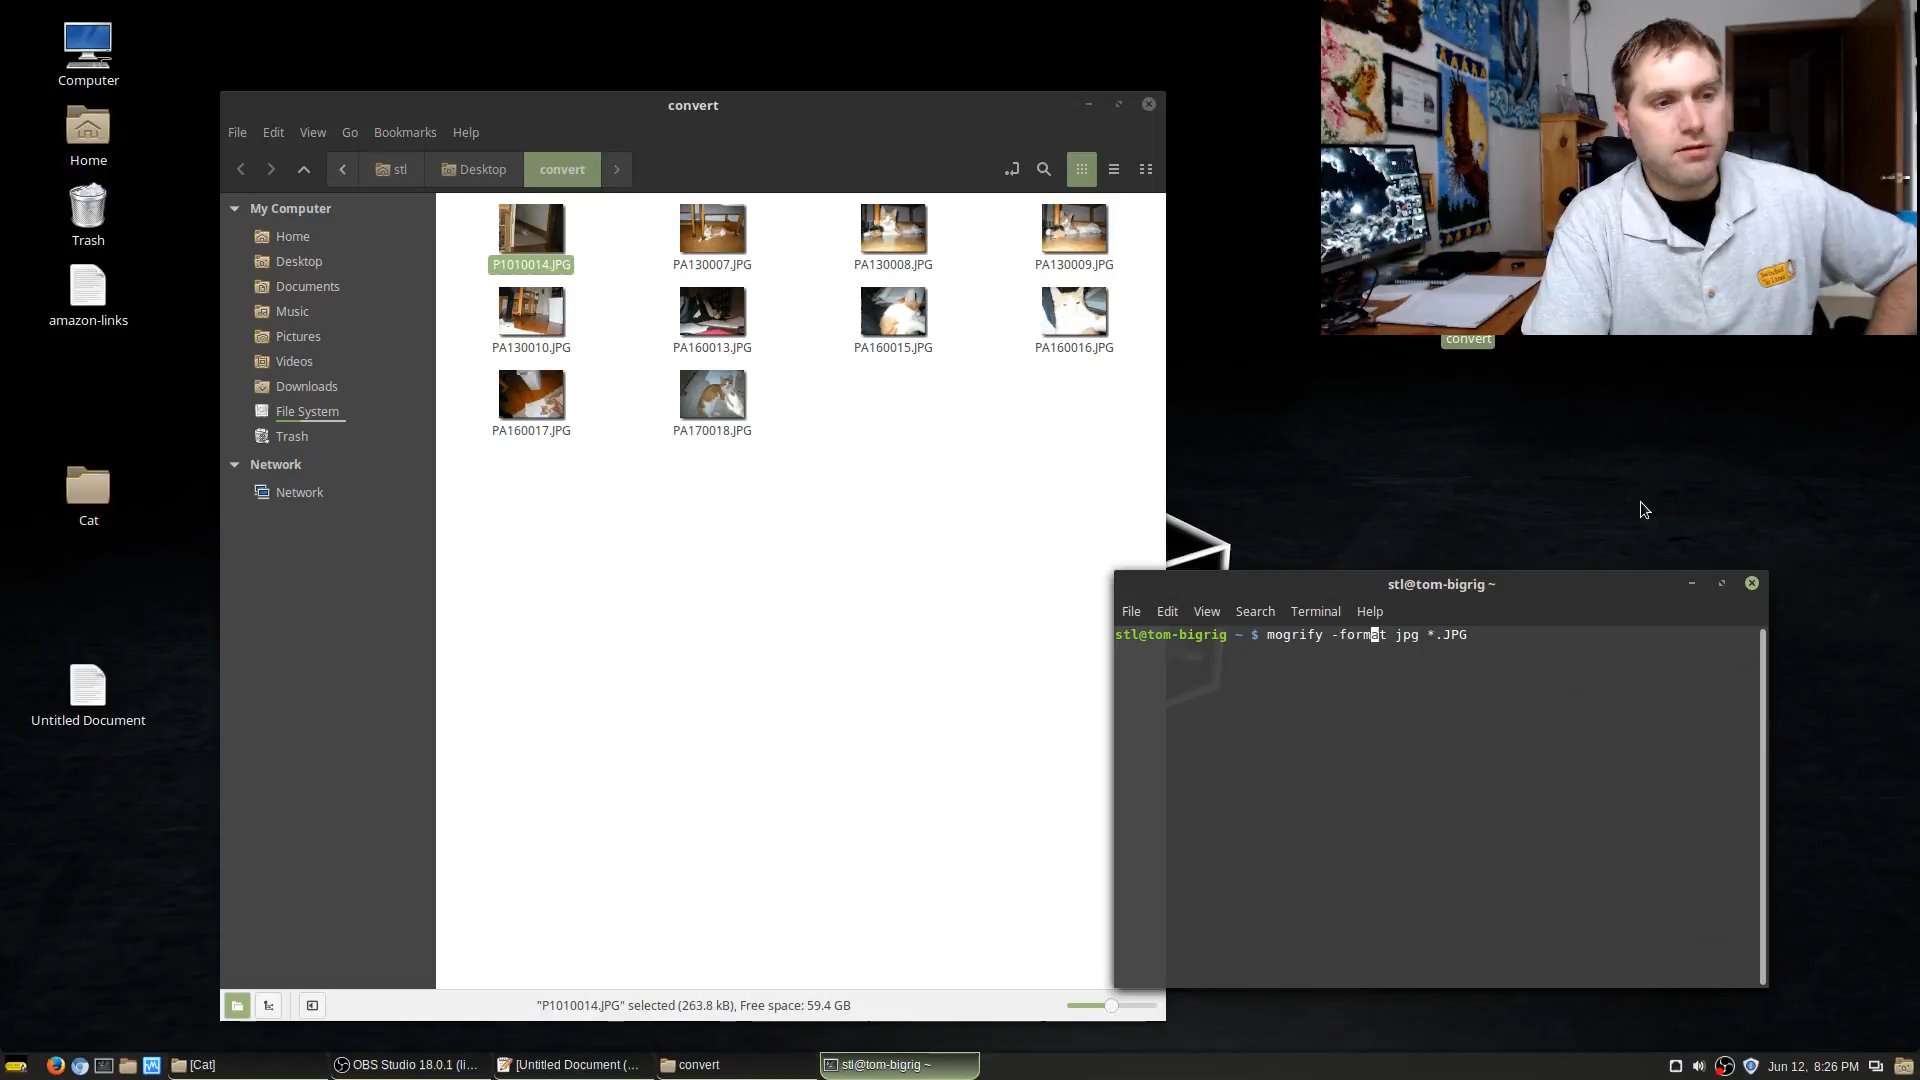 Computer
Home
Trash
amazon-links
Cat
Untitled Document
convert
File Edit View Go Bookmarks Help
stl Desktop convert
My Computer
Home
Desktop
Documents
Music
Pictures
Videos
Downloads
File System
Trash
Network
Network
P1010014.JPG PA130007.JPG PA130008.JPG PA130009.JPG
PA130010.JPG PA160013.JPG PA160015.JPG PA160016.JPG
PA160017.JPG PA170018.JPG
"P1010014.JPG" selected (263.8 kB), Free space: 59.4 GB
Switched
To Linux
convert
stl@tom-bigrig ~
File Edit View Search Terminal Help
stl@tom-bigrig ~ $ mogrify -format jpg *.JPG
[Cat] OBS Studio 18.0.1 (li... [Untitled Document (... convert stl@tom-bigrig ~ Jun 12, 8:26 PM